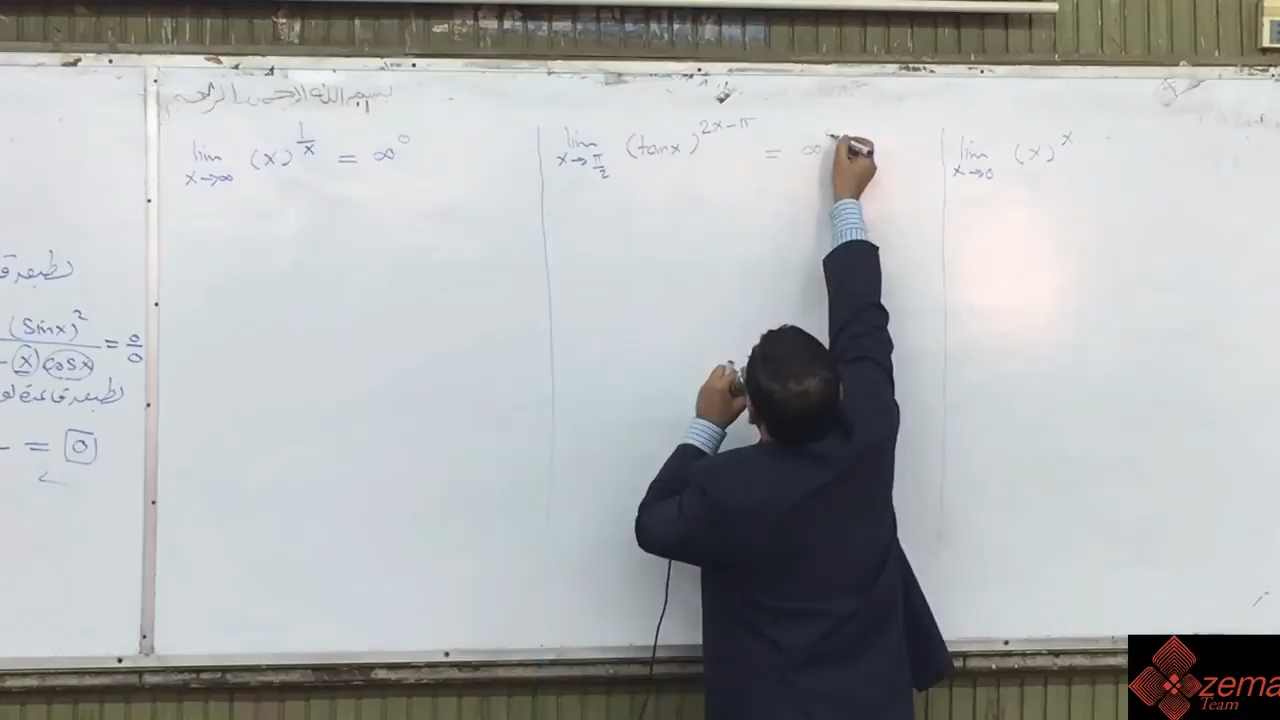 بسم الله الرحمن الرحيم
lim x→∞ (x)^{1/x} = ∞^0
lim x→π/2 (tanx)^{2x-π} = ∞
lim x→0 (x)^x
(sinx)^2
= 0/0
- x cosx
- = 0
zema
Team